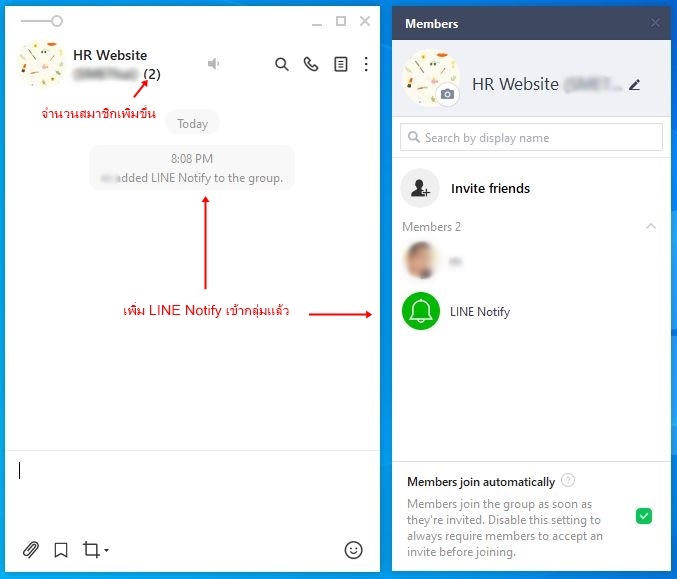 HR Website
(2)
จำนวนสมาชิกเพิ่มขึ้น
Today
8:08 PM
added LINE Notify to the group.
เพิ่ม LINE Notify เข้ากลุ่มแล้ว
Members
HR Website
Search by display name
Invite friends
Members 2
LINE Notify
Members join automatically ?
Members join the group as soon as
they're invited. Disable this setting to
always require members to accept an
invite before joining.